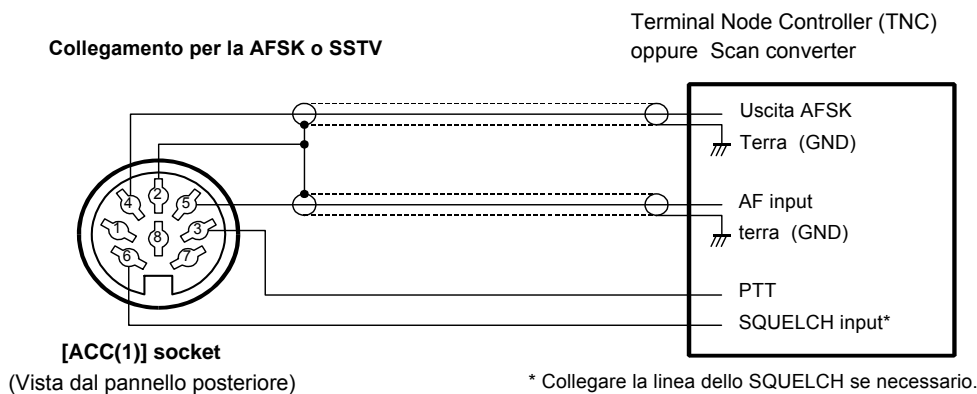 Terminal Node Controller (TNC)
oppure Scan converter
Collegamento per la AFSK o SSTV
Uscita AFSK
Terra (GND)
AF input
terra (GND)
PTT
SQUELCH input*
4
2
5
1
8
3
6
7
[ACC(1)] socket
(Vista dal pannello posteriore)
* Collegare la linea dello SQUELCH se necessario.